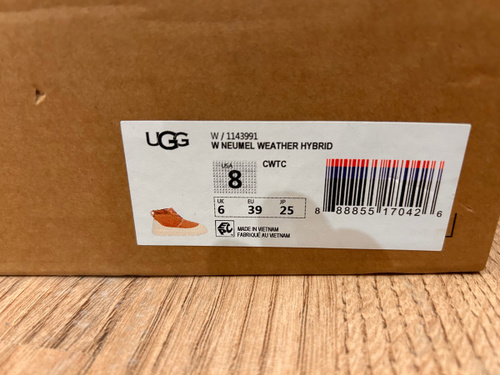 UGG
W / 1143991
W NEUMEL WEATHER HYBRID
USA
8
CWTC
UK EU JP
6 39 25
MADE IN VIETNAM
FABRIQUÉ AU VIETNAM
8 88855 17042 6